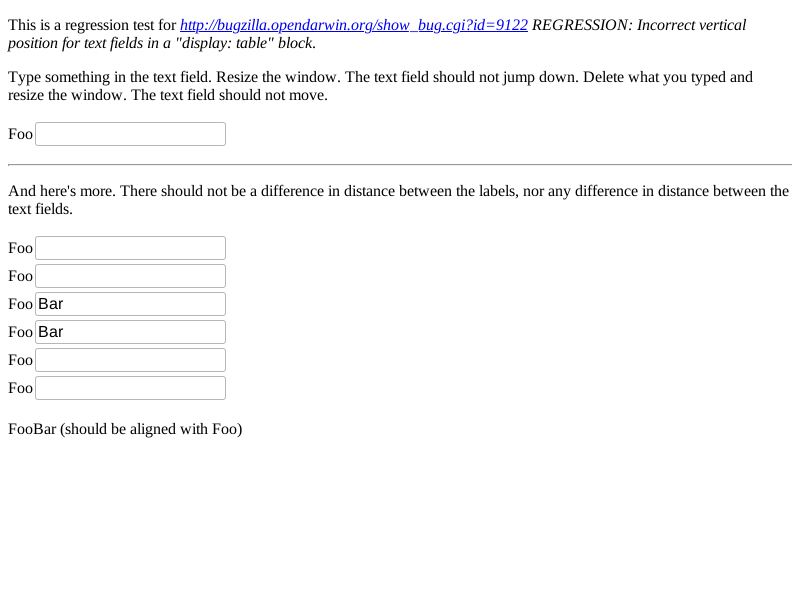 This is a regression test for http://bugzilla.opendarwin.org/show_bug.cgi?id=9122 REGRESSION: Incorrect vertical
position for text fields in a "display: table" block.
Type something in the text field. Resize the window. The text field should not jump down. Delete what you typed and
resize the window. The text field should not move.
Foo
And here's more. There should not be a difference in distance between the labels, nor any difference in distance between the
text fields.
Foo
Foo
Foo Bar
Foo Bar
Foo
Foo
FooBar (should be aligned with Foo)